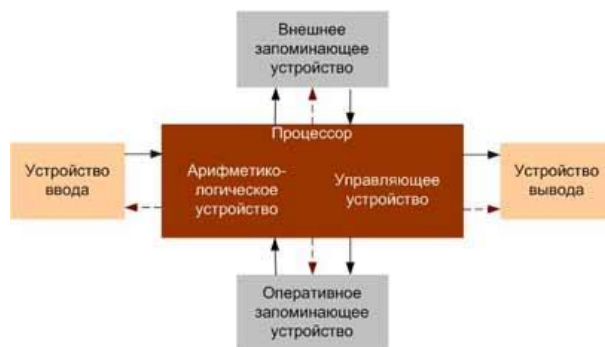 Внешнее
запоминающее
устройство
Процессор
Устройство
ввода
Арифметико-
логическое
устройство
Управляющее
устройство
Устройство
вывода
Оперативное
запоминающее
устройство